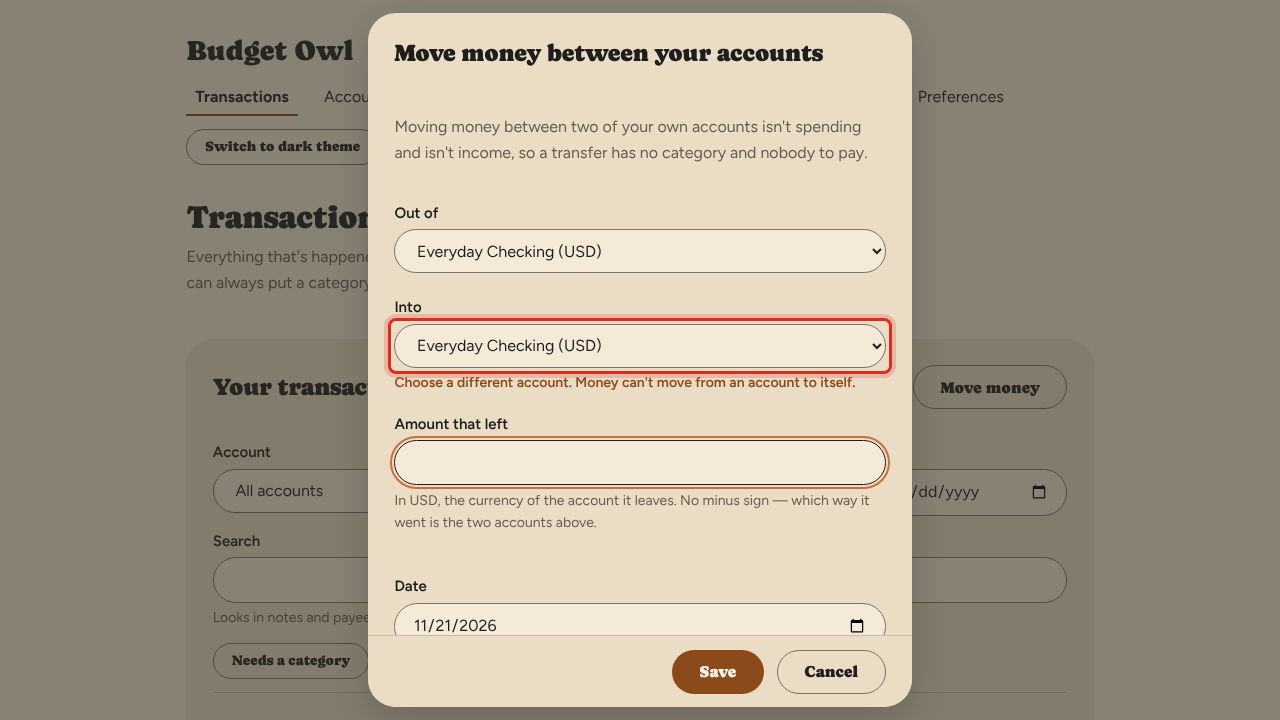 Budget Owl
Transactions
Preferences
Switch to dark theme
Everything that's
can always put a category
Your
Move money
Account
All accounts
/dd/yyyy
Search
Looks in notes and
Needs a category
Move money between your accounts
Moving money between two of your own accounts isn't spending
and isn't income, so a transfer has no category and nobody to pay.
Out of
Everyday Checking (USD)
Into
Everyday Checking (USD)
Choose a different account. Money can't move from an account to itself.
Amount that left
In USD, the currency of the account it leaves. No minus sign — which way it
went is the two accounts above.
Date
11/21/2026
Save
Cancel